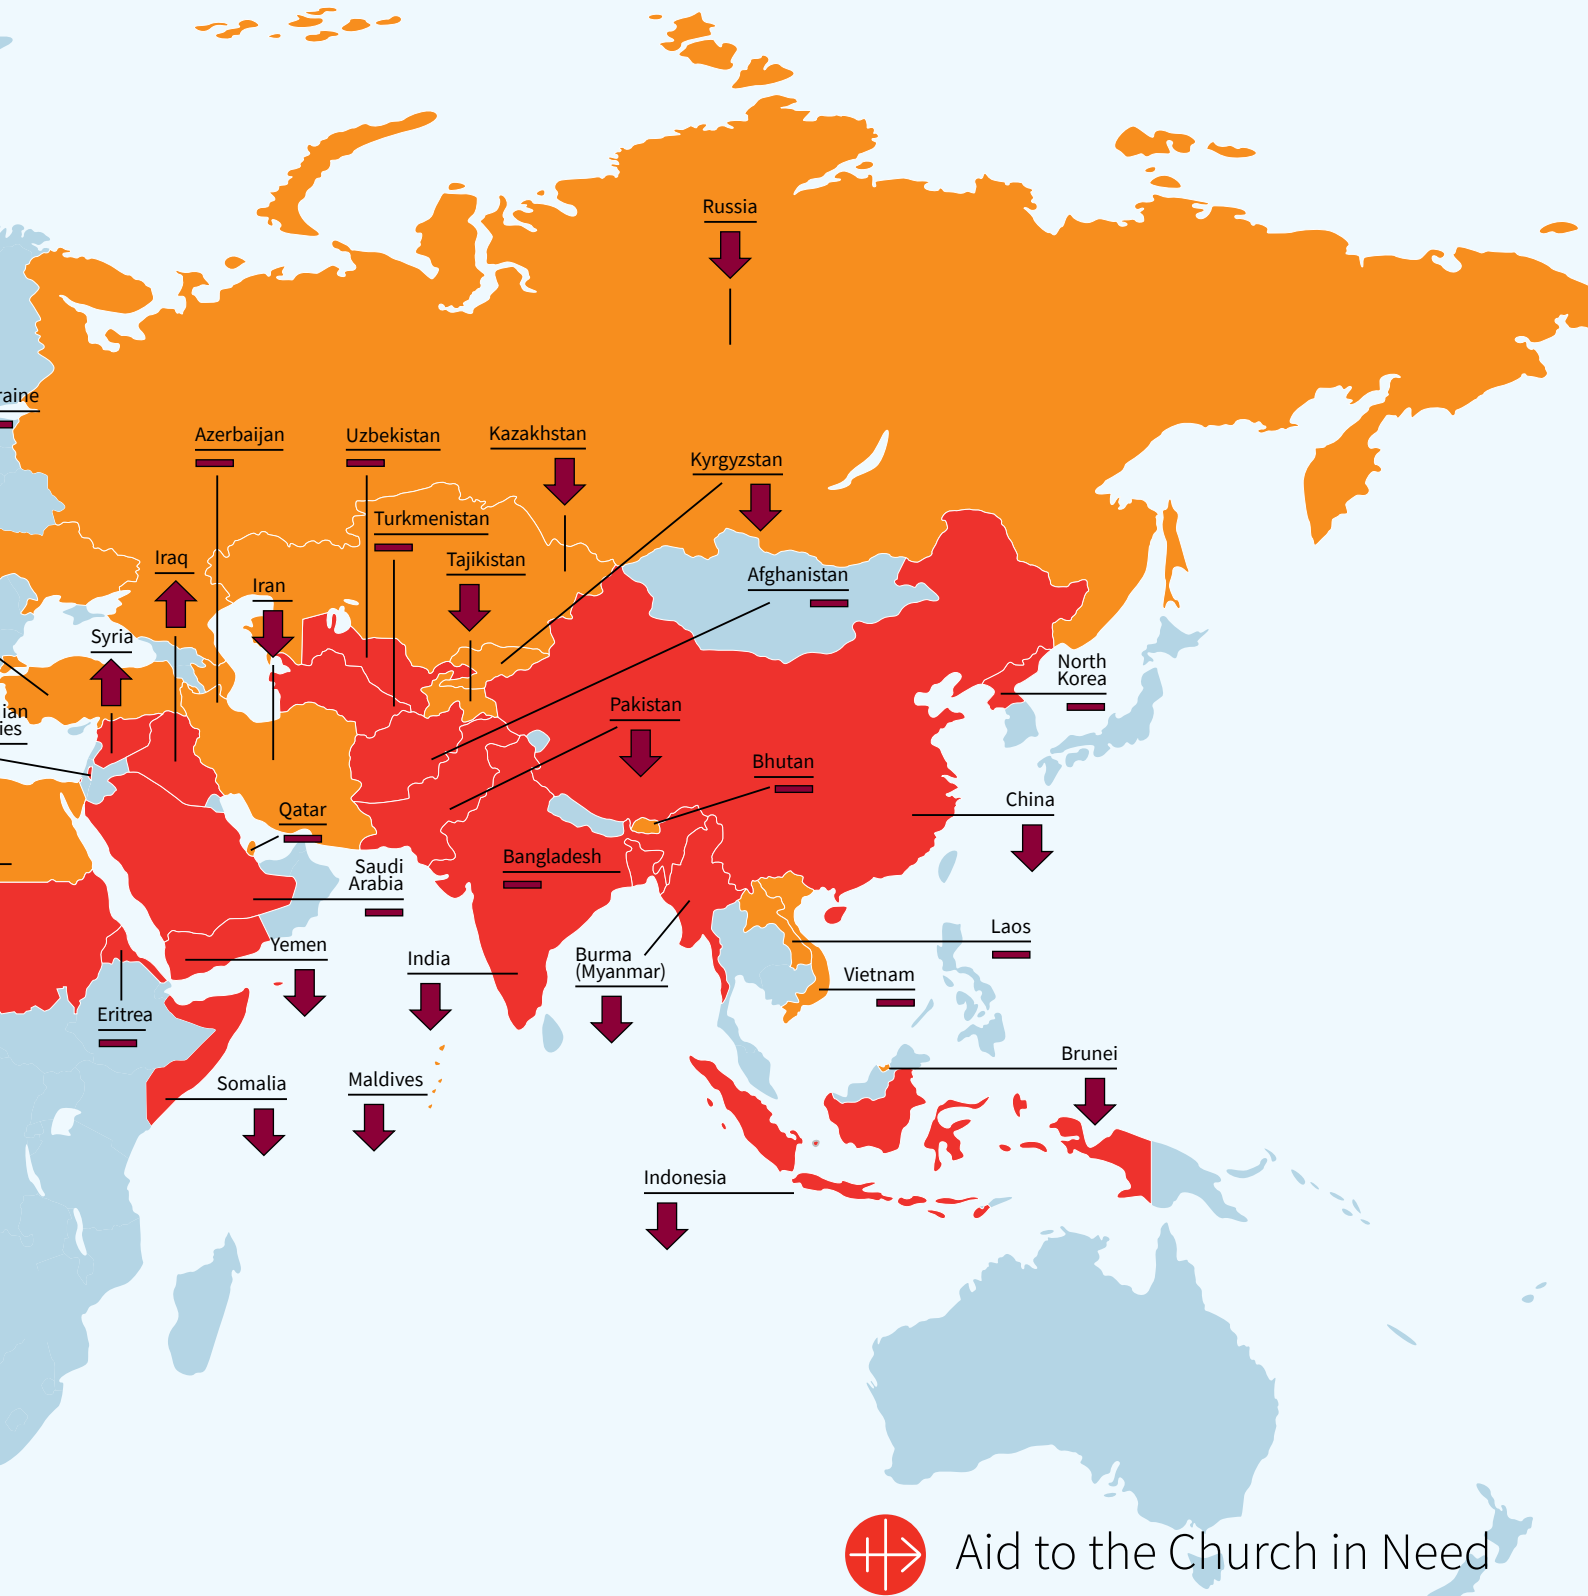 Russia
raine
Azerbaijan
Uzbekistan
Kazakhstan
Kyrgyzstan
Turkmenistan
Iraq
Tajikistan
Iran
Afghanistan
Syria
North
Korea
ian
ies
Pakistan
Bhutan
China
Qatar
Bangladesh
Saudi
Arabia
Laos
Yemen
India
Burma
(Myanmar)
Vietnam
Eritrea
Brunei
Somalia
Maldives
Indonesia
Aid to the Church in Need